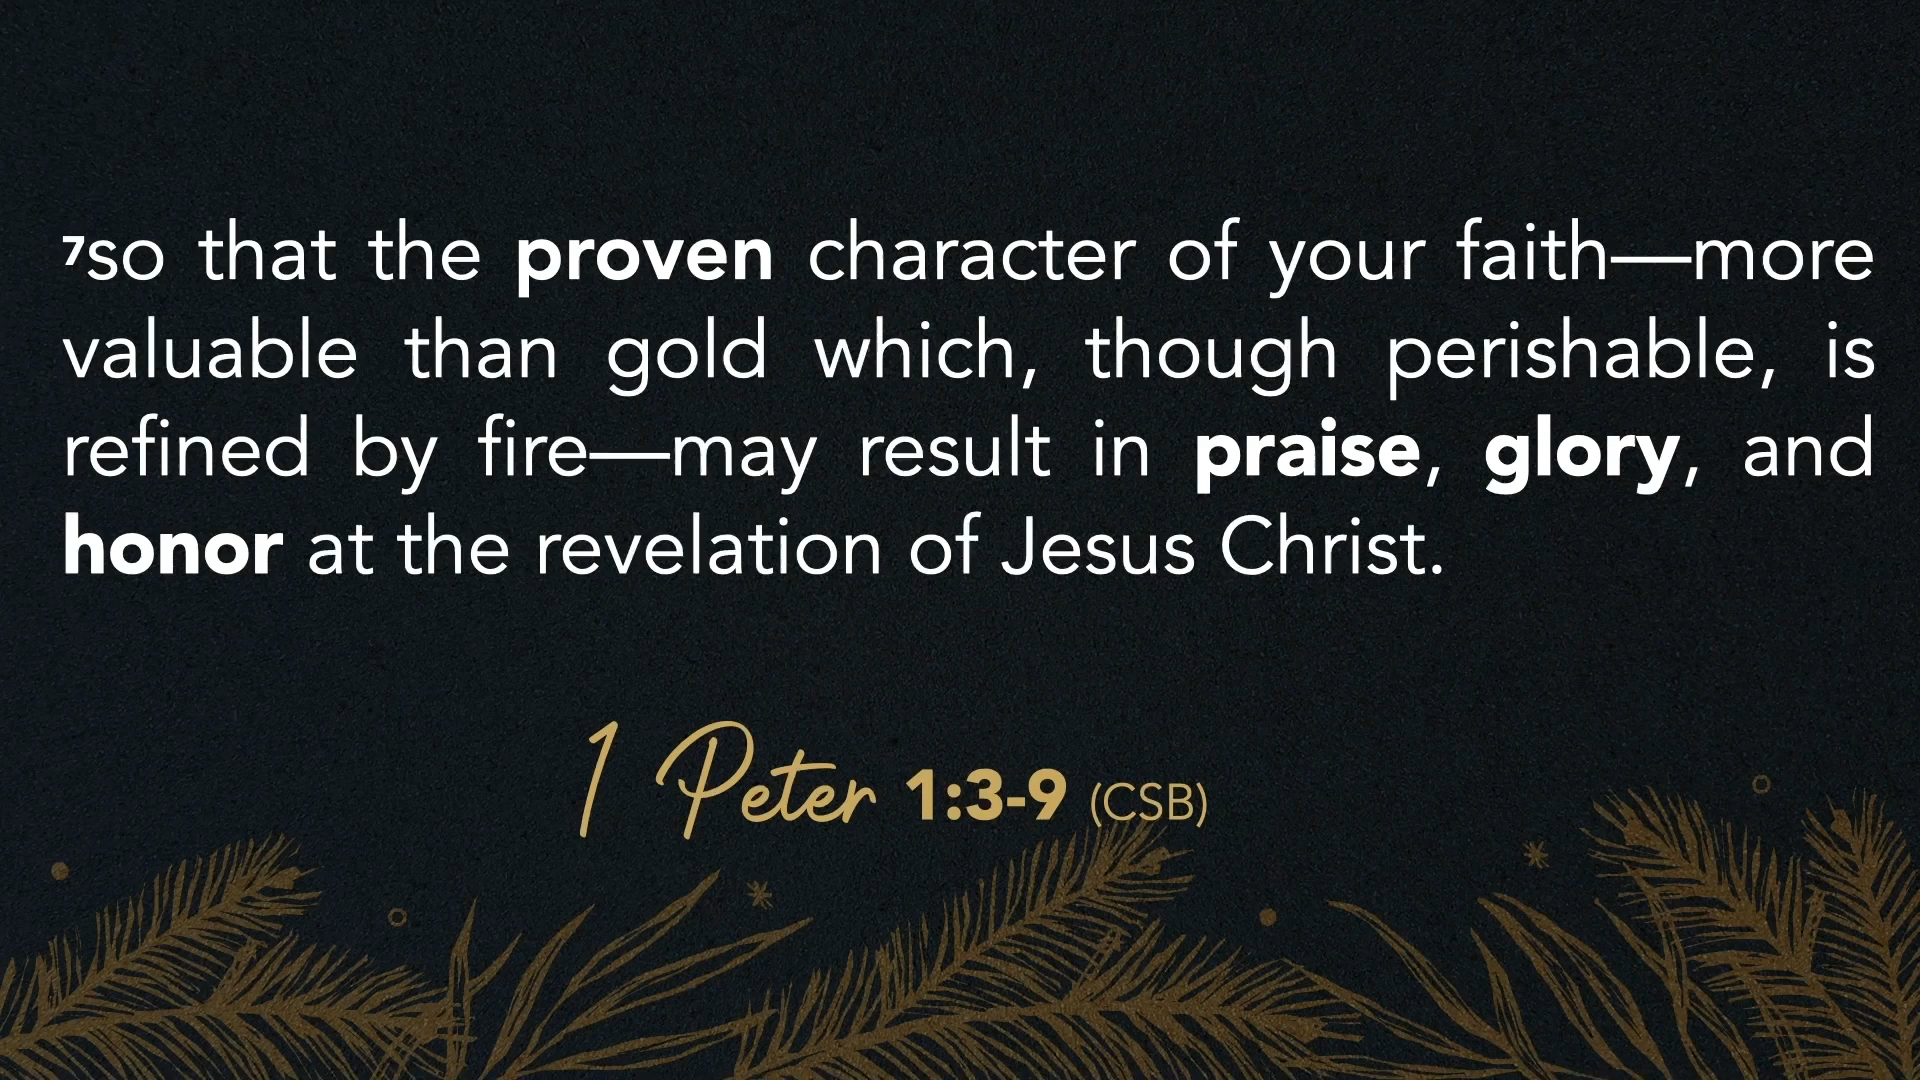 ⁷so that the proven character of your faith—more
valuable than gold which, though perishable, is
refined by fire—may result in praise, glory, and
honor at the revelation of Jesus Christ.
1 Peter 1:3-9 (CSB)